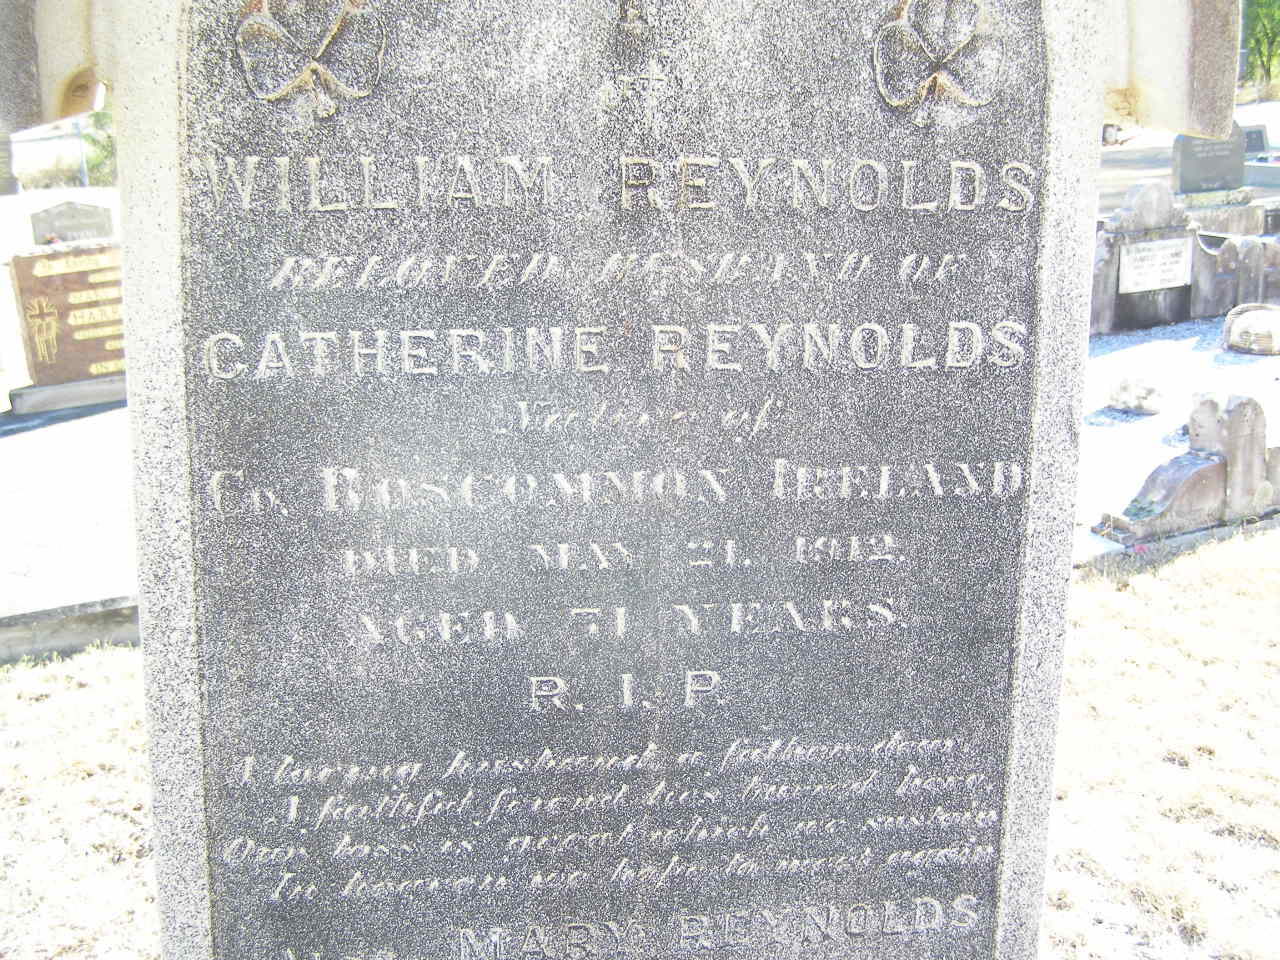 OF
WILLIAM REYNOLDS
BELOVED HUSBAND OF
CATHERINE REYNOLDS
Native of
Co. ROSCOMMON IRELAND
DIED MAY 21. 1912.
AGED 71 YEARS
R. I. P.
A loving husband a father dear,
A faithful friend lies buried here,
Our loss is great which we sustain
In heaven we hope to meet again
MARY REYNOLDS